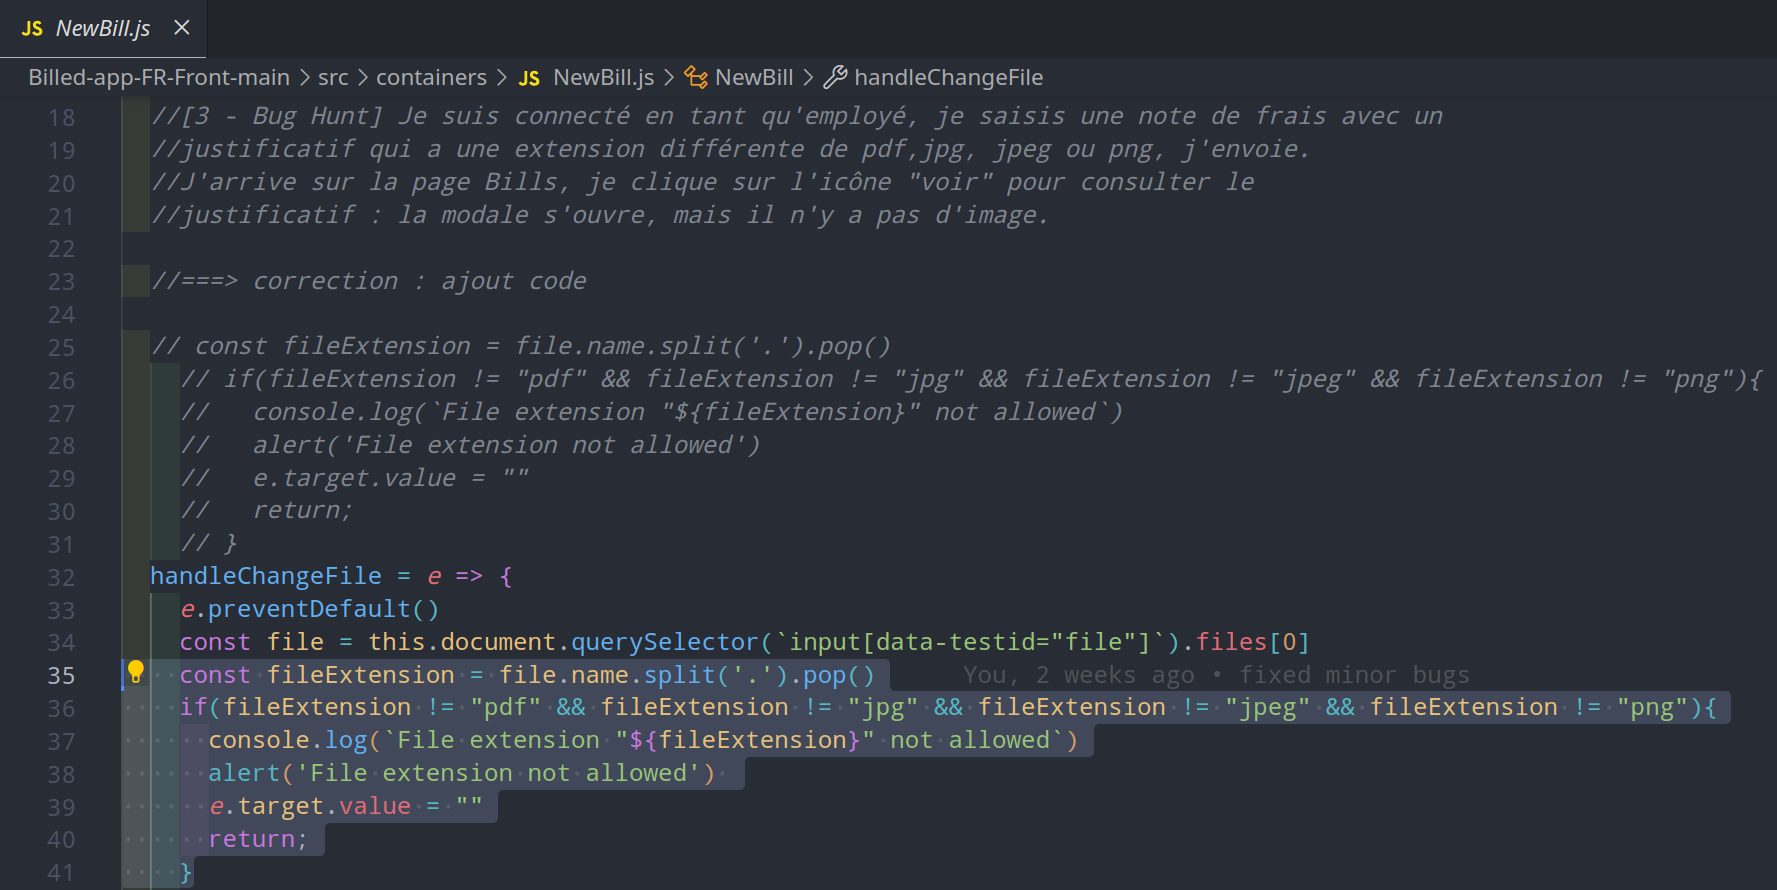 JS NewBill.js ×
Billed-app-FR-Front-main > src > containers > JS NewBill.js > NewBill > handleChangeFile
18 //[3 - Bug Hunt] Je suis connecté en tant qu'employé, je saisis une note de frais avec un
19 //justificatif qui a une extension différente de pdf,jpg, jpeg ou png, j'envoie.
20 //J'arrive sur la page Bills, je clique sur l'icône "voir" pour consulter le
21 //justificatif : la modale s'ouvre, mais il n'y a pas d'image.
22
23 //===> correction : ajout code
24
25 // const fileExtension = file.name.split('.').pop()
26 // if(fileExtension != "pdf" && fileExtension != "jpg" && fileExtension != "jpeg" && fileExtension != "png"){
27 //   console.log(`File extension "${fileExtension}" not allowed`)
28 //   alert('File extension not allowed')
29 //   e.target.value = ""
30 //   return;
31 // }
32 handleChangeFile = e => {
33 e.preventDefault()
34 const file = this.document.querySelector(`input[data-testid="file"]`).files[0]
35 const fileExtension = file.name.split('.').pop() You, 2 weeks ago • fixed minor bugs
36 if(fileExtension != "pdf" && fileExtension != "jpg" && fileExtension != "jpeg" && fileExtension != "png"){
37 console.log(`File extension "${fileExtension}" not allowed`)
38 alert('File extension not allowed')
39 e.target.value = ""
40 return;
41 }